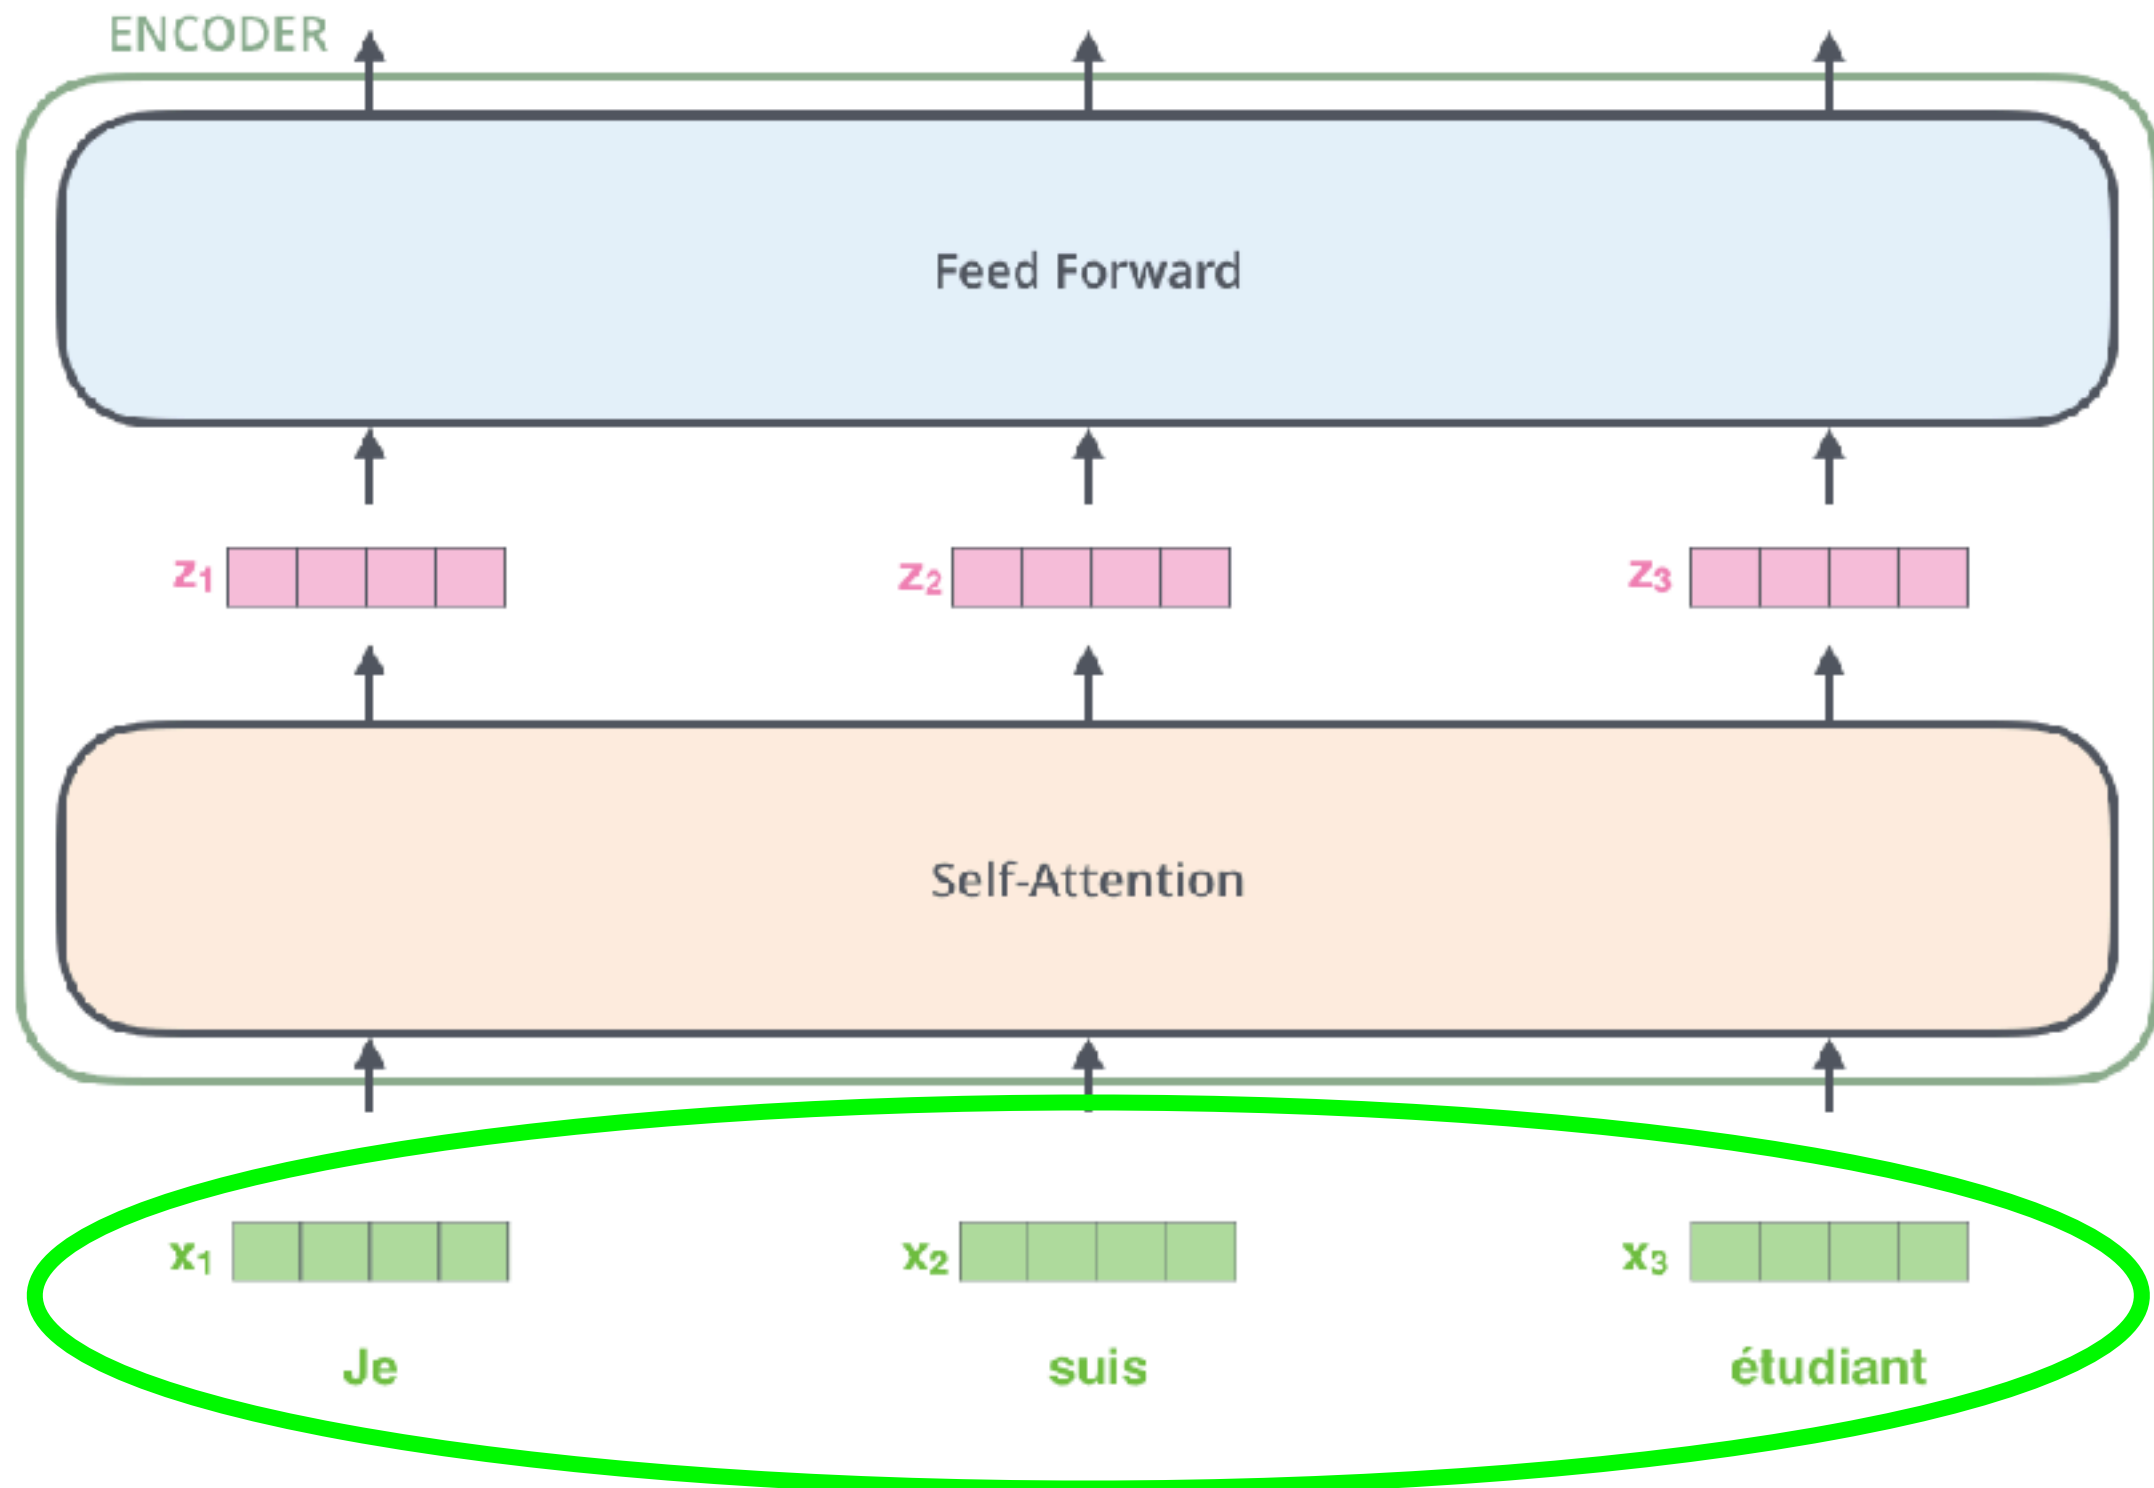 ENCODER
Feed Forward
z1 z2 z3
Self-Attention
x1 x2 x3
Je suis étudiant